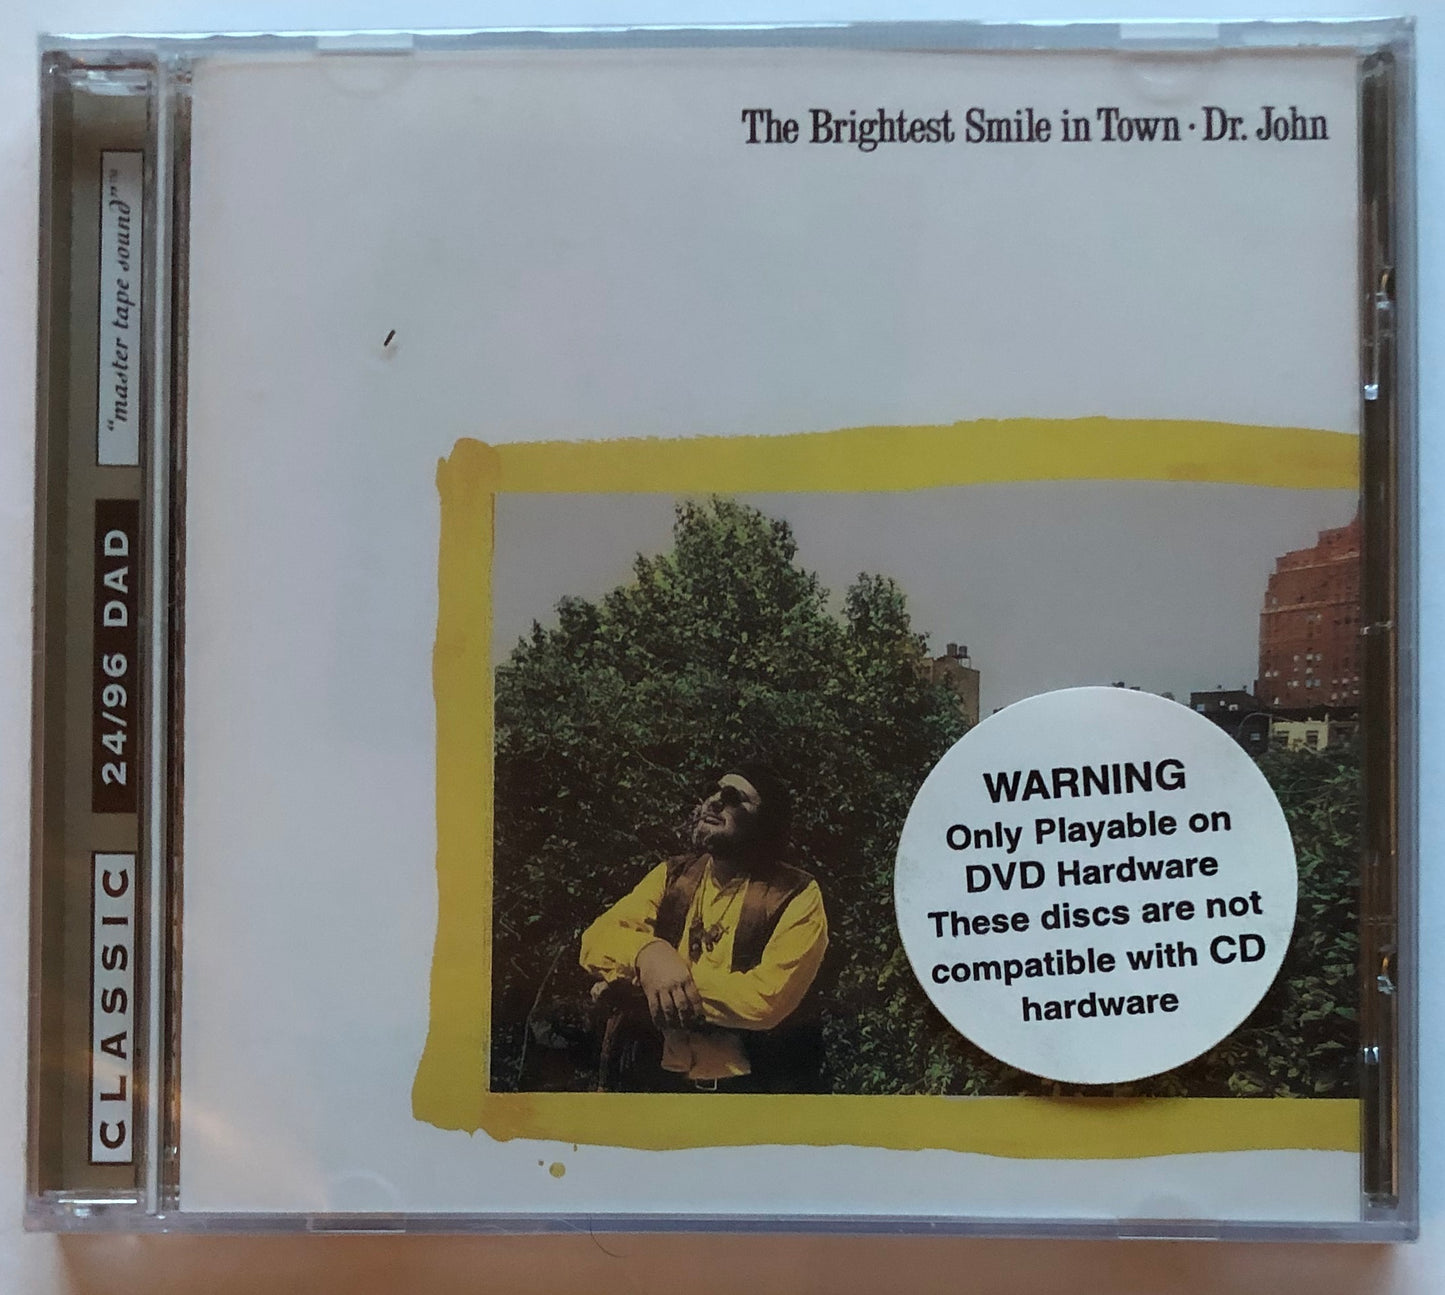 The Brightest Smile in Town · Dr. John
"master tape sound"™
24/96 DAD
CLASSIC
WARNING
Only Playable on
DVD Hardware
These discs are not
compatible with CD
hardware